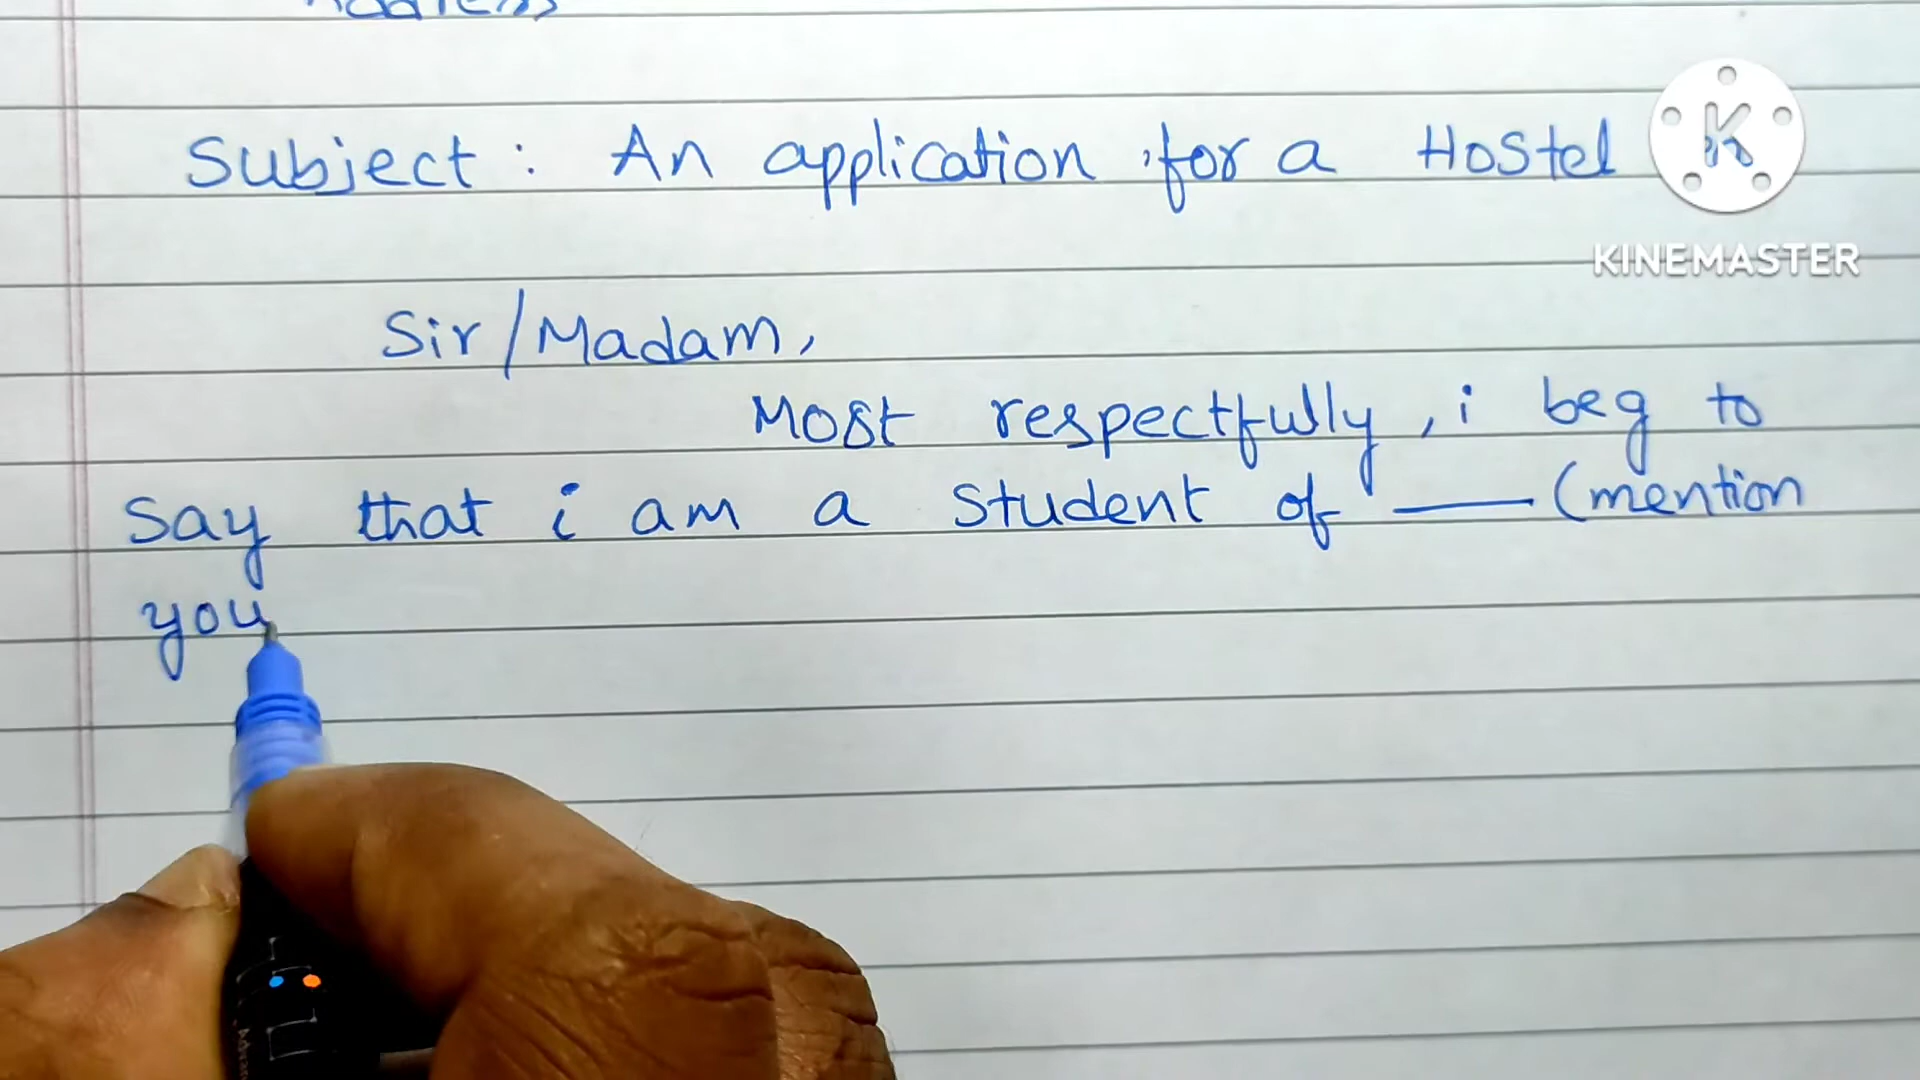 Address
Subject : An application for a Hostel
KINEMASTER
Sir/Madam,
Most respectfully, i beg to
Say that i am a student of —— (mention
you